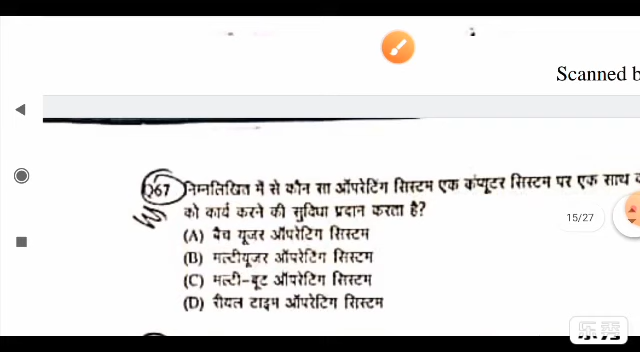 Scanned b
067 निम्नलिखित में से कौन सा ऑपरेटिंग सिस्टम एक कंप्यूटर सिस्टम पर एक साथ
को कार्य करने की सुविधा प्रदान करता है?
15/27
(A) बैच यूजर ऑपरेटिंग सिस्टम
(B) मल्टीयूजर ऑपरेटिंग सिस्टम
(C) मल्टी-बूट ऑपरेटिंग सिस्टम
(D) रीयल टाइम ऑपरेटिंग सिस्टम